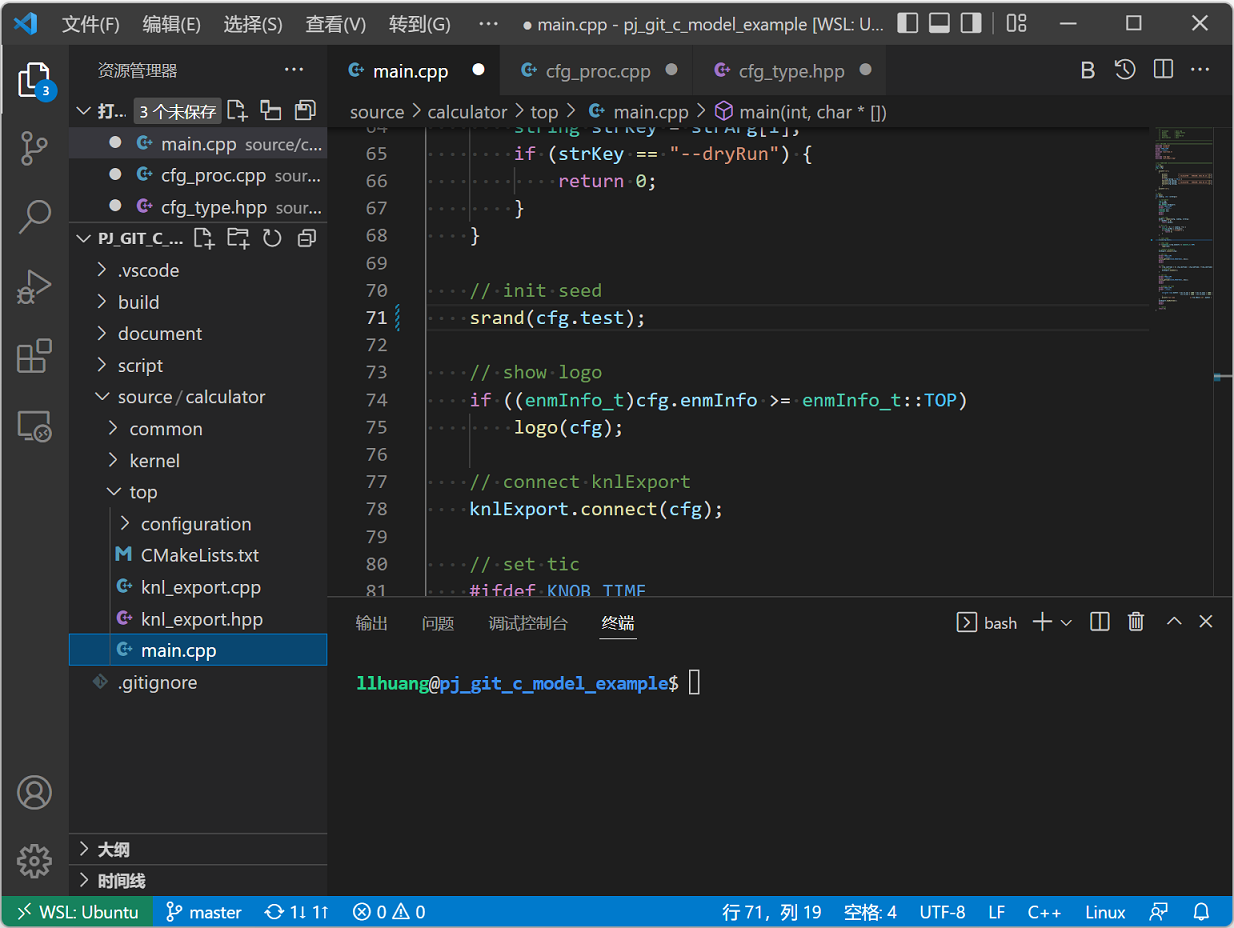 文件(F) 编辑(E) 选择(S) 查看(V) 转到(G) ··· ● main.cpp - pj_git_c_model_example [WSL: U...
资源管理器 ···
3
打... 3 个未保存
main.cpp source/c...
cfg_proc.cpp sour...
cfg_type.hpp sour...
PJ_GIT_C_...
.vscode
build
document
script
source/calculator
common
kernel
top
configuration
CMakeLists.txt
knl_export.cpp
knl_export.hpp
main.cpp
.gitignore
大纲
时间线
main.cpp ● cfg_proc.cpp ● cfg_type.hpp ●
B ···
source > calculator > top > main.cpp > main(int, char * [])
64 string strKey = strArg[i];
65 if (strKey == "--dryRun") {
66 return 0;
67 }
68 }
69
70 // init seed
71 srand(cfg.test);
72
73 // show logo
74 if ((enmInfo_t)cfg.enmInfo >= enmInfo_t::TOP)
75 logo(cfg);
76
77 // connect knlExport
78 knlExport.connect(cfg);
79
80 // set tic
81 #ifdef KNOB_TIME
输出 问题 调试控制台 终端 bash
llhuang@pj_git_c_model_example$
WSL: Ubuntu master 1↓ 1↑ 0 0 行 71，列 19 空格: 4 UTF-8 LF C++ Linux